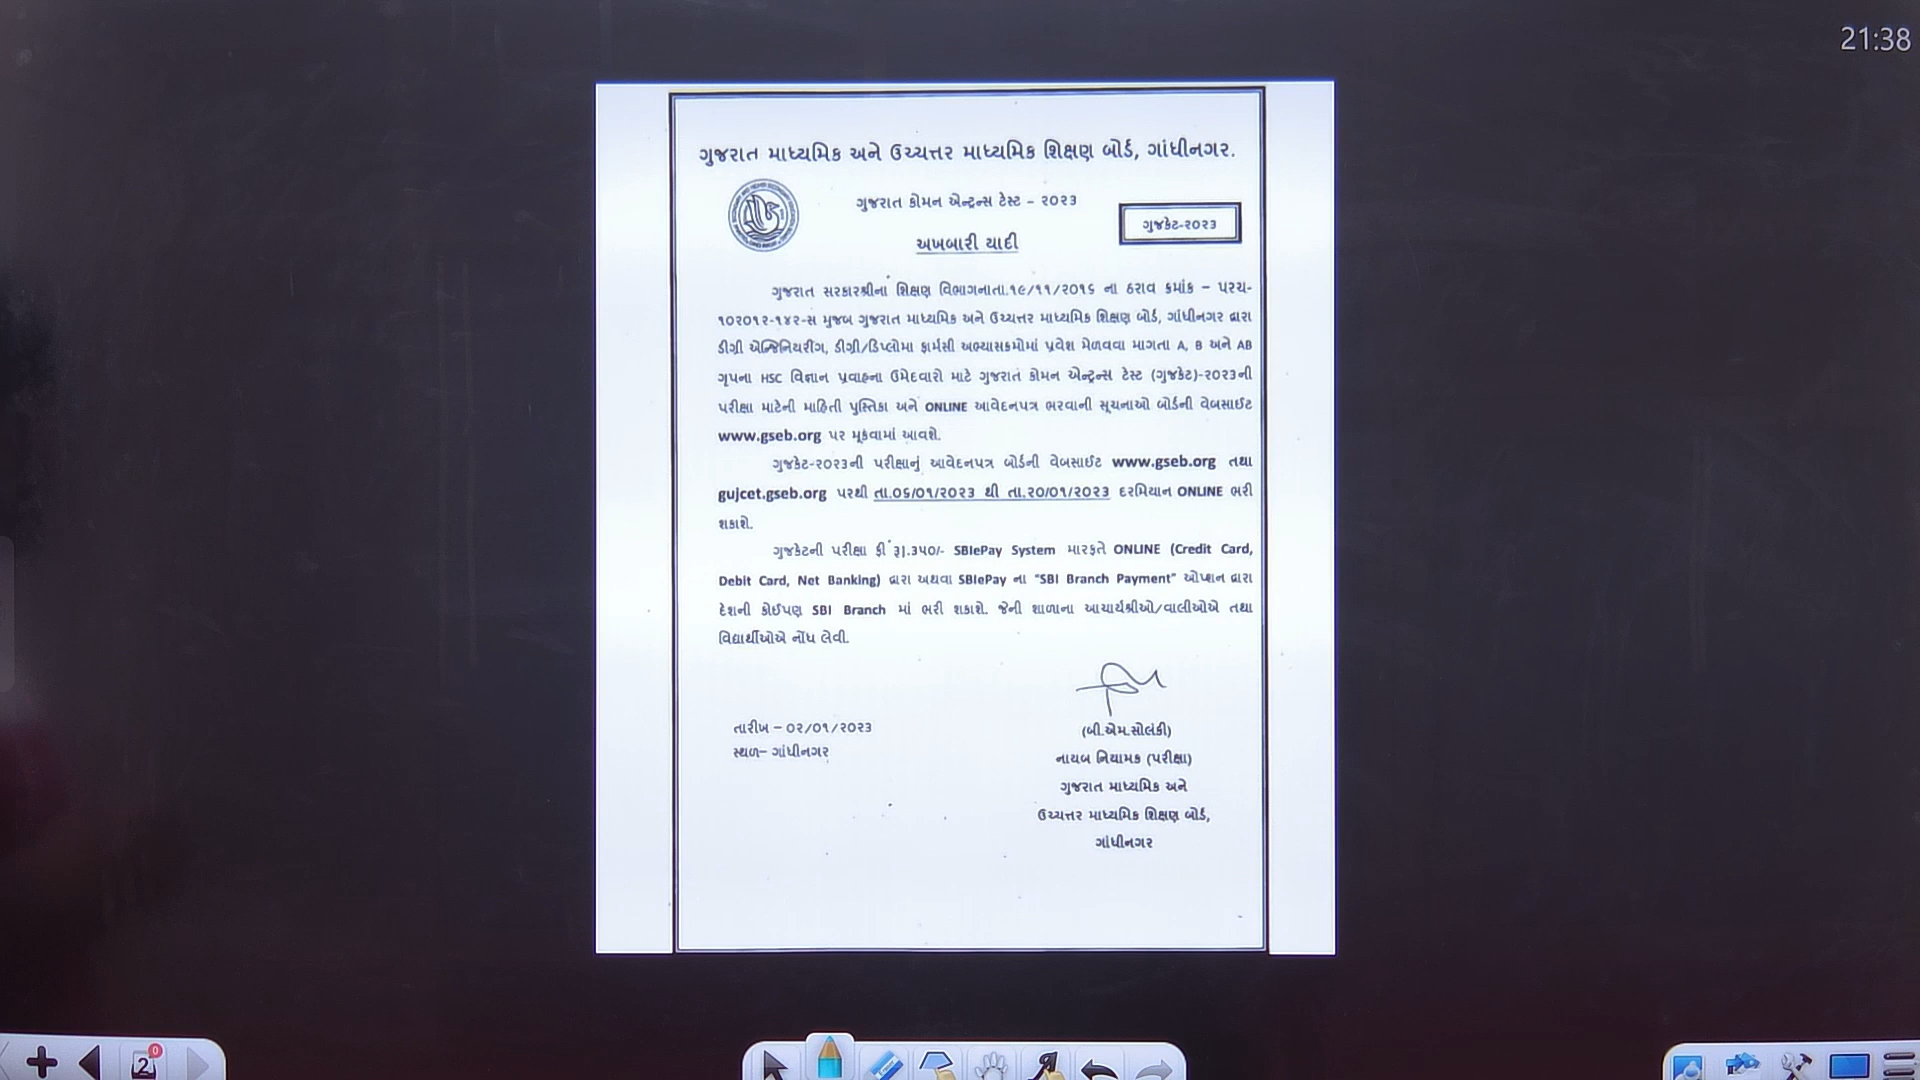 21:38
ગુજરાત માધ્યમિક અને ઉચ્ચત્તર માધ્યમિક શિક્ષણ બોર્ડ, ગાંધીનગર.
ગુજરાત કોમન એન્ટ્રન્સ ટેસ્ટ - ૨૦૨૩
ગુજકેટ-૨૦૨૩
અખબારી યાદી
ગુજરાત સરકારશ્રીનાં શિક્ષણ વિભાગનાતા.૧૯/૧૧/૨૦૧૬ ના ઠરાવ ક્રમાંક – પરચ-
૧૦૨૦૧૨-૧૪૨-સ મુજબ ગુજરાત માધ્યમિક અને ઉચ્ચત્તર માધ્યમિક શિક્ષણ બોર્ડ, ગાંધીનગર દ્વારા
ડીગ્રી એન્જિનિયરીંગ, ડીગ્રી/ડિપ્લોમા ફાર્મસી અભ્યાસક્રમોમાં પ્રવેશ મેળવવા માગતા A, B અને AB
ગૃપના HSC વિજ્ઞાન પ્રવાહના ઉમેદવારો માટે ગુજરાત કોમન એન્ટ્રન્સ ટેસ્ટ (ગુજકેટ)-૨૦૨૩ની
પરીક્ષા માટેની માહિતી પુસ્તિકા અને ONLINE આવેદનપત્ર ભરવાની સૂચનાઓ બોર્ડની વેબસાઈટ
www.gseb.org પર મૂકવામાં આવશે.
ગુજકેટ-૨૦૨૩ની પરીક્ષાનું આવેદનપત્ર બોર્ડની વેબસાઈટ www.gseb.org તથા
gujcet.gseb.org પરથી તા.૦૬/૦૧/૨૦૨૩ થી તા.૨૦/૦૧/૨૦૨૩ દરમિયાન ONLINE ભરી
શકાશે.
ગુજકેટની પરીક્ષા ફી રૂ|.૩૫૦/- SBIePay System મારફતે ONLINE (Credit Card,
Debit Card, Net Banking) દ્વારા અથવા SBIePay ના “SBI Branch Payment” ઓપ્શન દ્વારા
દેશની કોઈપણ SBI Branch માં ભરી શકાશે. જેની શાળાના આચાર્યશ્રીઓ/વાલીઓએ તથા
વિદ્યાર્થીઓએ નોંધ લેવી.
તારીખ – ૦૨/૦૧/૨૦૨૩
સ્થળ– ગાંધીનગર
(બી.એમ.સોલંકી)
નાયબ નિયામક (પરીક્ષા)
ગુજરાત માધ્યમિક અને
ઉચ્ચત્તર માધ્યમિક શિક્ષણ બોર્ડ,
ગાંધીનગર
2
0